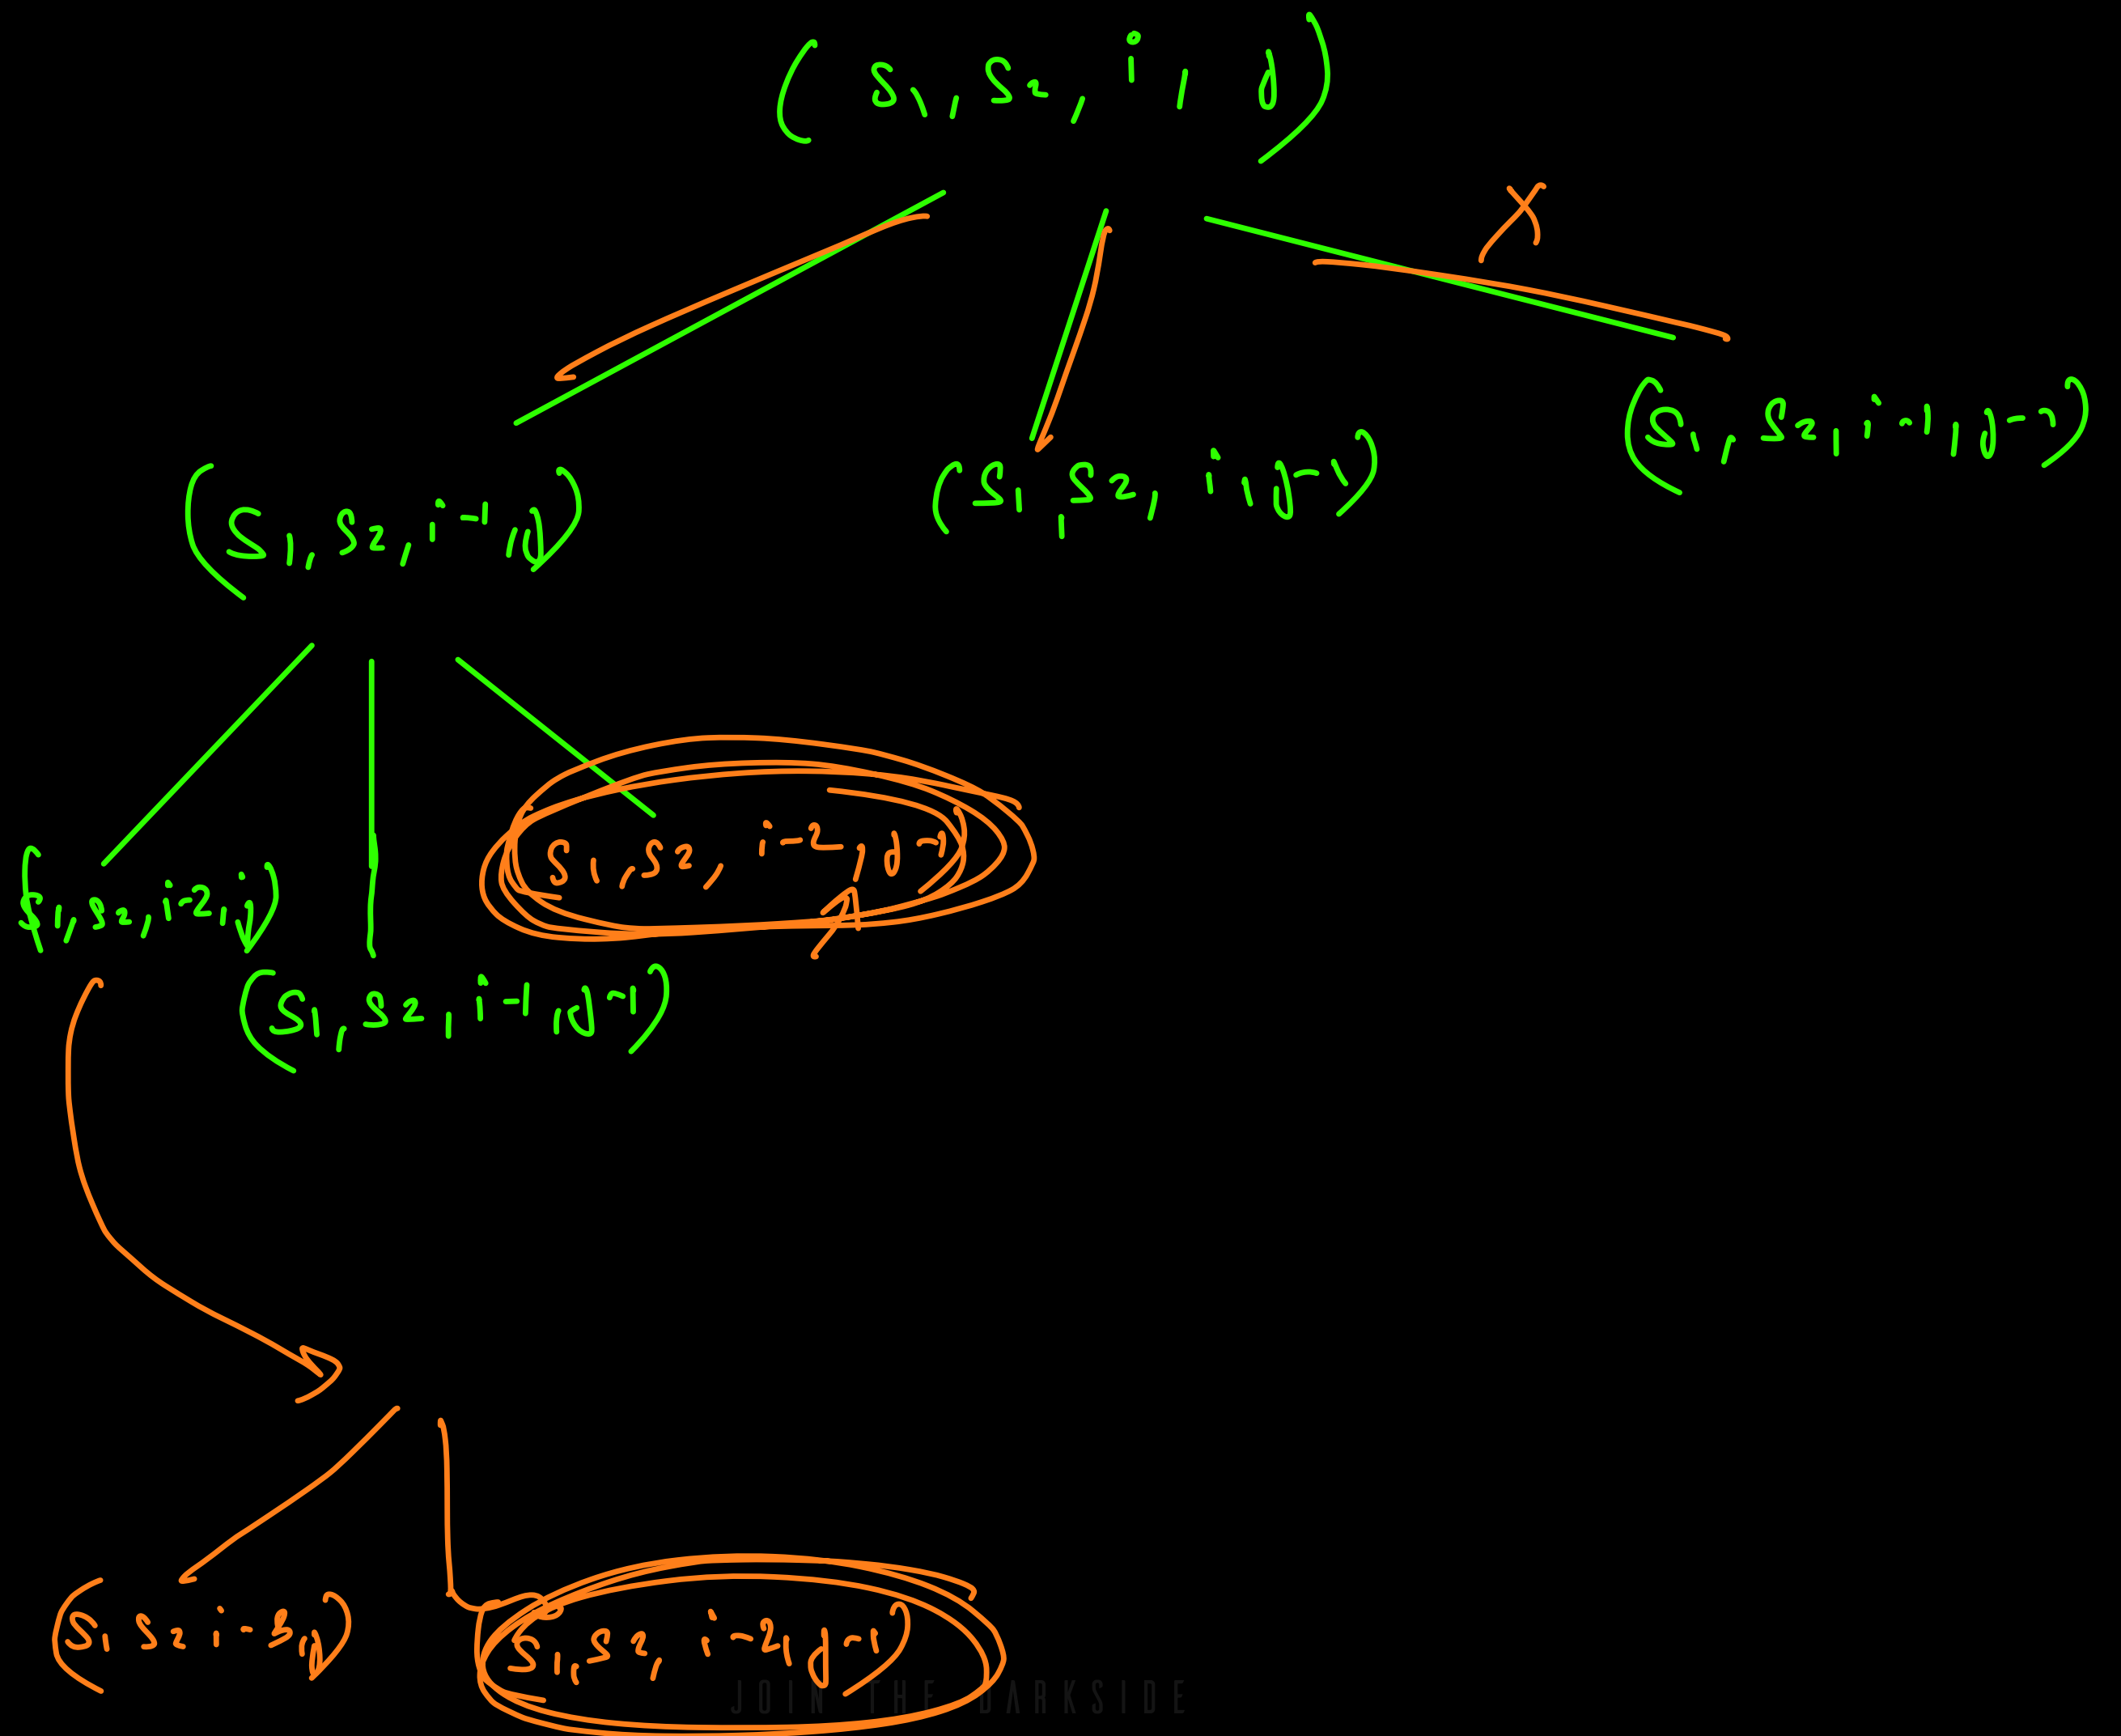 (S1, S2, i, j)
X
(S1, S2, i-1, j)
(S1, S2, i, j-1)
(S1, S2, i-1, j-1)
(S1, S2, i-2, j)
S1, S2, i-2, j-1)
(S1, S2, i-1, j-1)
(S1 S2 i-3, j)
S1, S2, i-2, j-1)
JOIN THE DARKSIDE